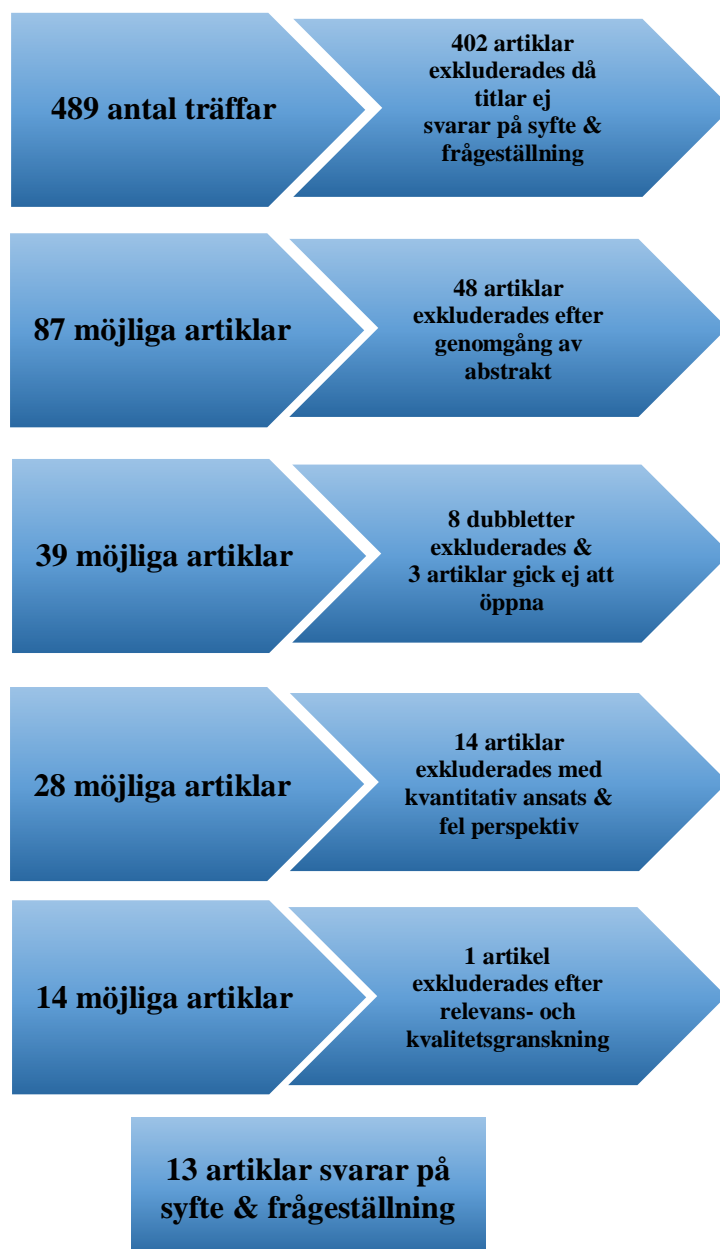 489 antal träffar
402 artiklar
exkluderades då
titlar ej
svarar på syfte &
frågeställning
87 möjliga artiklar
48 artiklar
exkluderades efter
genomgång av
abstrakt
39 möjliga artiklar
8 dubbletter
exkluderades &
3 artiklar gick ej att
öppna
28 möjliga artiklar
14 artiklar
exkluderades med
kvantitativ ansats &
fel perspektiv
14 möjliga artiklar
1 artikel
exkluderades efter
relevans- och
kvalitetsgranskning
13 artiklar svarar på
syfte & frågeställning